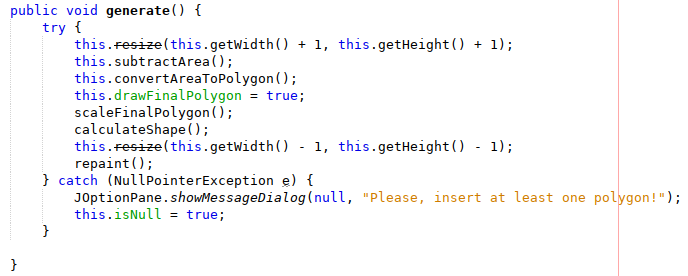 public void generate() {
    try {
        this.resize(this.getWidth() + 1, this.getHeight() + 1);
        this.subtractArea();
        this.convertAreaToPolygon();
        this.drawFinalPolygon = true;
        scaleFinalPolygon();
        calculateShape();
        this.resize(this.getWidth() - 1, this.getHeight() - 1);
        repaint();
    } catch (NullPointerException e) {
        JOptionPane.showMessageDialog(null, "Please, insert at least one polygon!");
        this.isNull = true;
    }
}